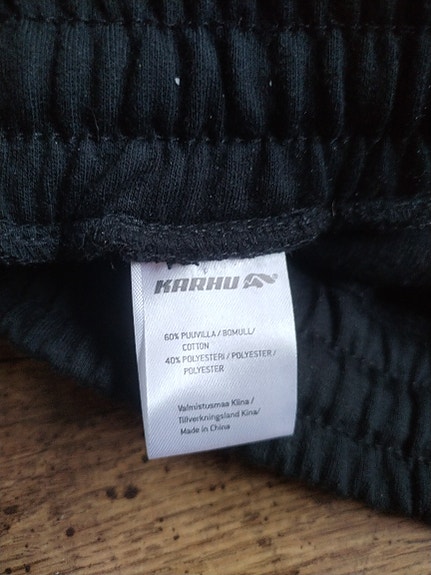 KARHU
60% PUUVILLA / BOMULL/
COTTON
40% POLYESTERI / POLYESTER /
POLYESTER
Valmistusmaa Kiina /
Tillverkningsland Kina/
Made in China